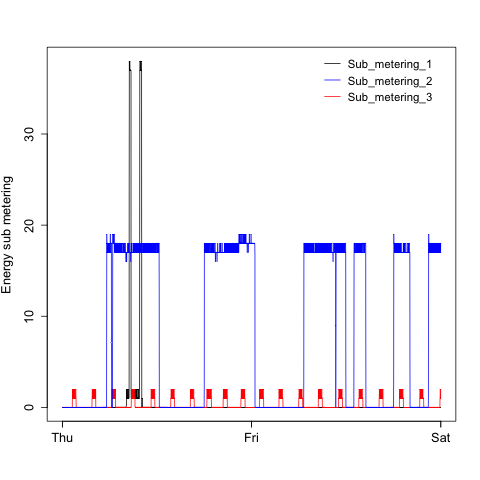 Sub_metering_1
Sub_metering_2
Sub_metering_3
Energy sub metering
30
20
10
0
Thu Fri Sat